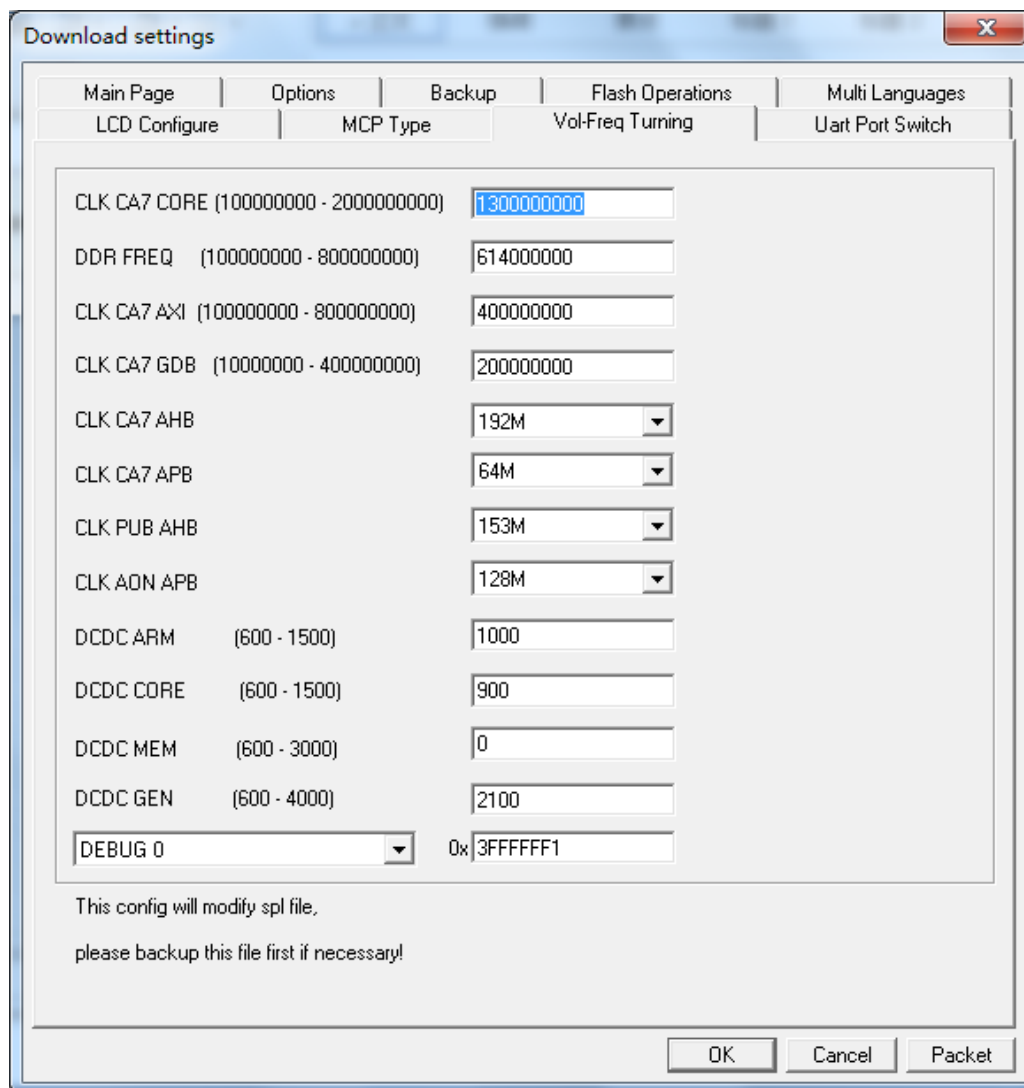 Download settings
Main Page Options Backup Flash Operations Multi Languages
LCD Configure MCP Type Vol-Freq Turning Uart Port Switch
CLK CA7 CORE (100000000 - 2000000000) 1300000000
DDR FREQ (100000000 - 800000000) 614000000
CLK CA7 AXI (100000000 - 800000000) 400000000
CLK CA7 GDB (10000000 - 400000000) 200000000
CLK CA7 AHB 192M
CLK CA7 APB 64M
CLK PUB AHB 153M
CLK AON APB 128M
DCDC ARM (600 - 1500) 1000
DCDC CORE (600 - 1500) 900
DCDC MEM (600 - 3000) 0
DCDC GEN (600 - 4000) 2100
DEBUG 0 0x 3FFFFFF1
This config will modify spl file,
please backup this file first if necessary!
OK Cancel Packet